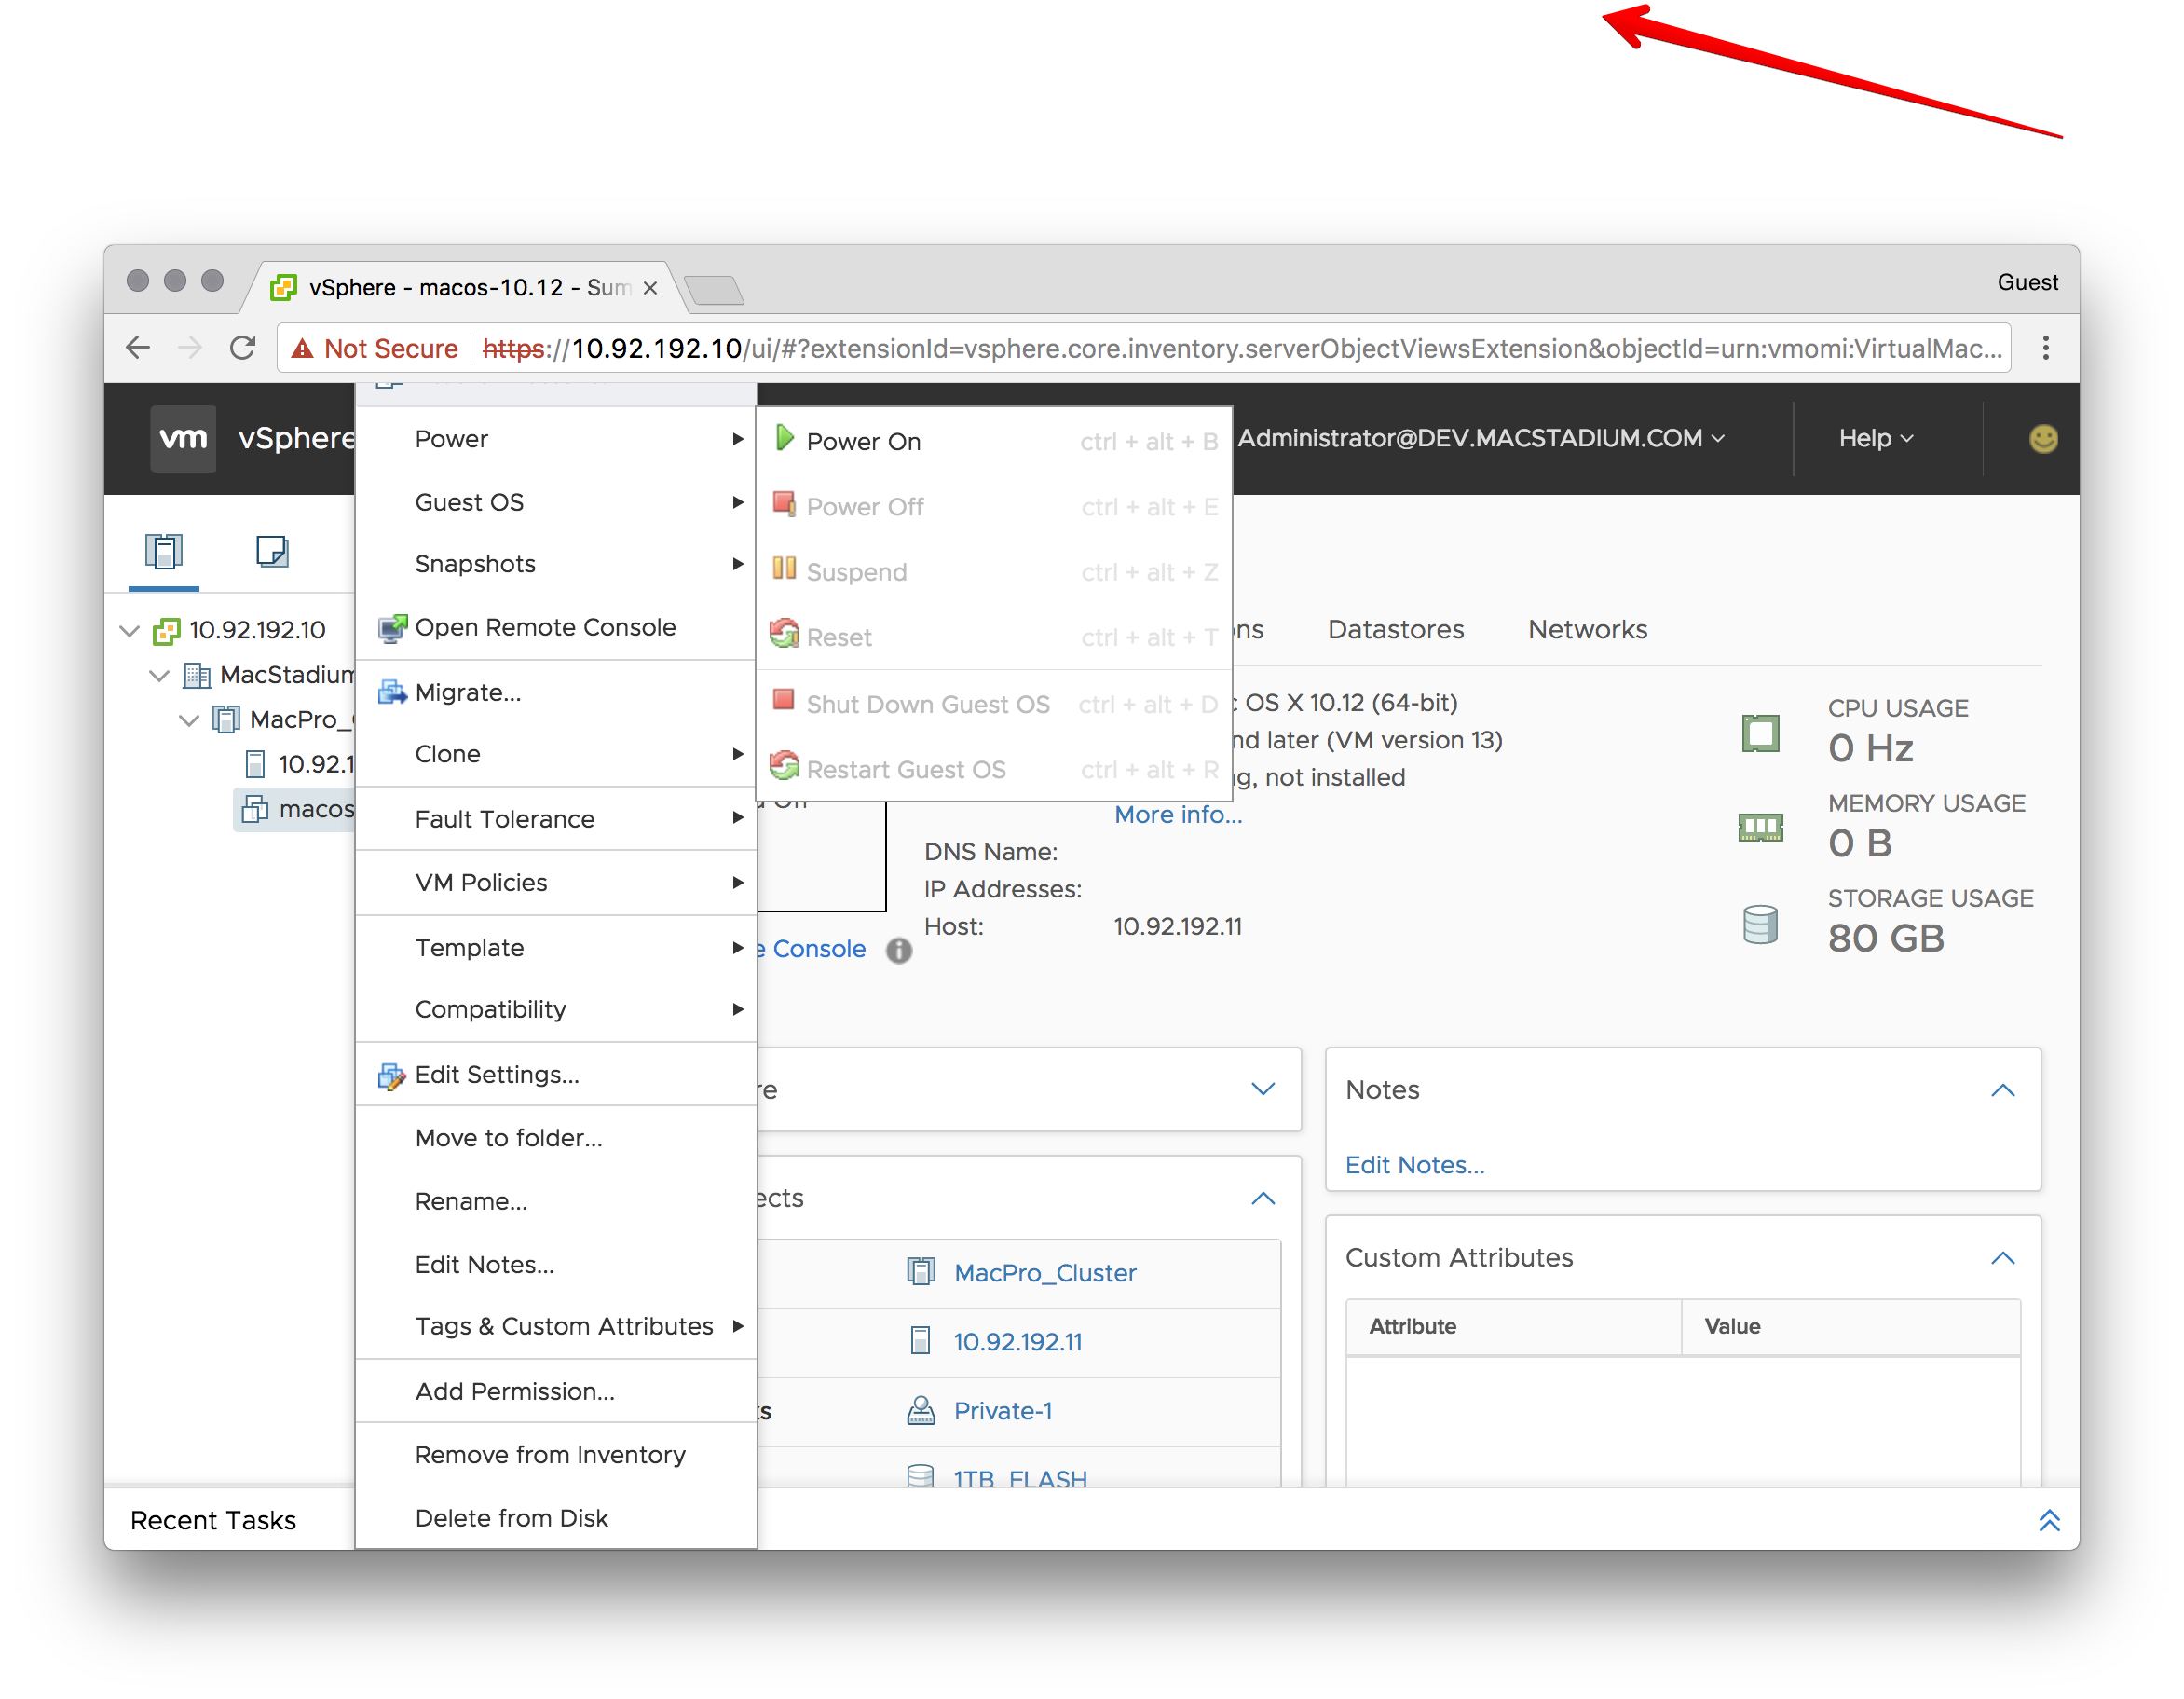 vSphere - macos-10.12 - Sum
Guest
Not Secure https://10.92.192.10/ui/#?extensionId=vsphere.core.inventory.serverObjectViewsExtension&objectId=urn:vmomi:VirtualMac...
vm vSphere
Administrator@DEV.MACSTADIUM.COM
Help
10.92.192.10
MacStadium
MacPro_
10.92.1
macos
Power
Guest OS
Snapshots
Open Remote Console
Migrate...
Clone
Fault Tolerance
VM Policies
Template
Compatibility
Edit Settings...
Move to folder...
Rename...
Edit Notes...
Tags & Custom Attributes
Add Permission...
Remove from Inventory
Delete from Disk
Power On ctrl + alt + B
Power Off ctrl + alt + E
Suspend ctrl + alt + Z
Reset ctrl + alt + T
Shut Down Guest OS ctrl + alt + D
Restart Guest OS ctrl + alt + R
ns Datastores Networks
OS X 10.12 (64-bit)
nd later (VM version 13)
g, not installed
More info...
DNS Name:
IP Addresses:
Host: 10.92.192.11
e Console
CPU USAGE
0 Hz
MEMORY USAGE
0 B
STORAGE USAGE
80 GB
re
ects
MacPro_Cluster
10.92.192.11
s Private-1
1TB_FLASH
Notes
Edit Notes...
Custom Attributes
Attribute Value
Recent Tasks